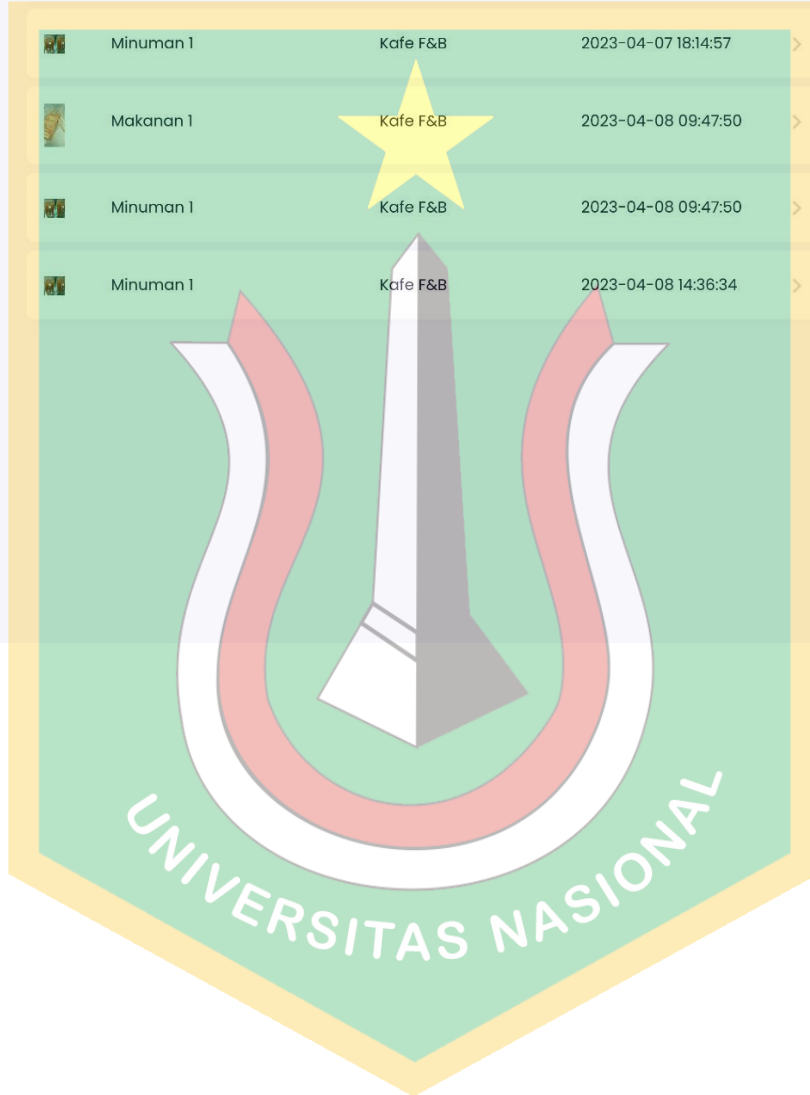 Minuman 1 Kafe F&B 2023-04-07 18:14:57
Makanan 1 Kafe F&B 2023-04-08 09:47:50
Minuman 1 Kafe F&B 2023-04-08 09:47:50
Minuman 1 Kafe F&B 2023-04-08 14:36:34
UNIVERSITAS NASIONAL